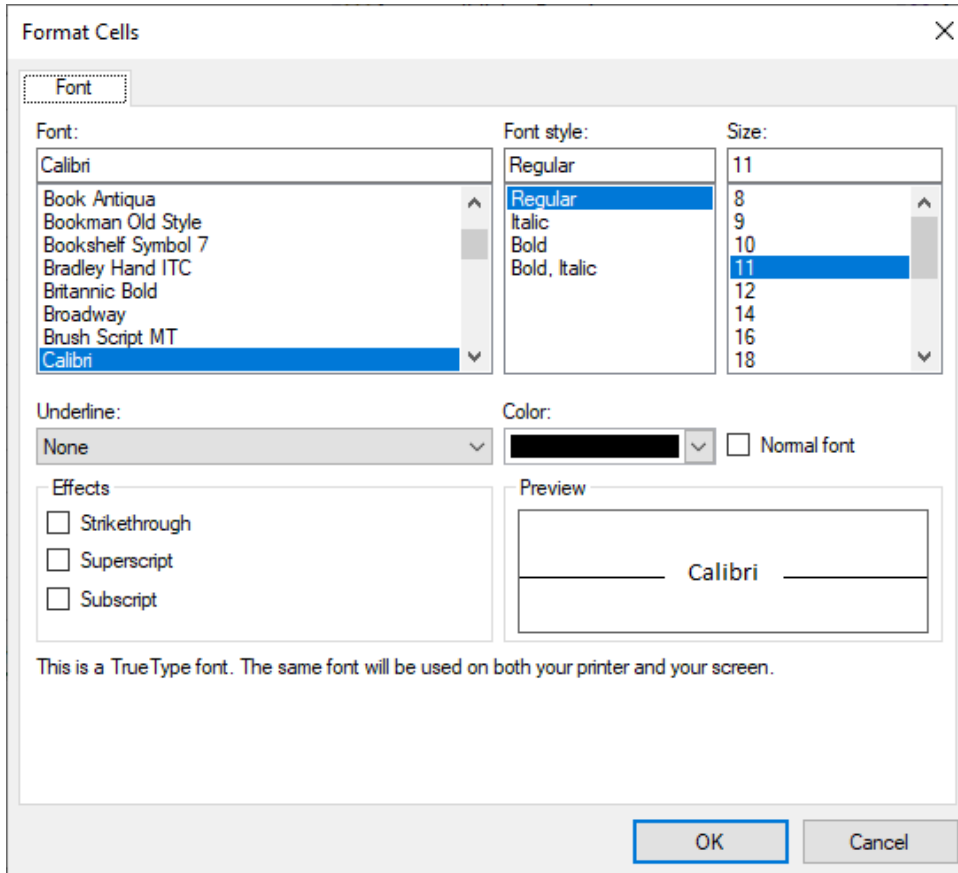 Format Cells
Font
Font:
Calibri
Book Antiqua
Bookman Old Style
Bookshelf Symbol 7
Bradley Hand ITC
Britannic Bold
Broadway
Brush Script MT
Calibri
Font style:
Regular
Regular
Italic
Bold
Bold, Italic
Size:
11
8
9
10
11
12
14
16
18
Underline:
None
Color:
Normal font
Effects
Strikethrough
Superscript
Subscript
Preview
Calibri
This is a TrueType font. The same font will be used on both your printer and your screen.
OK
Cancel